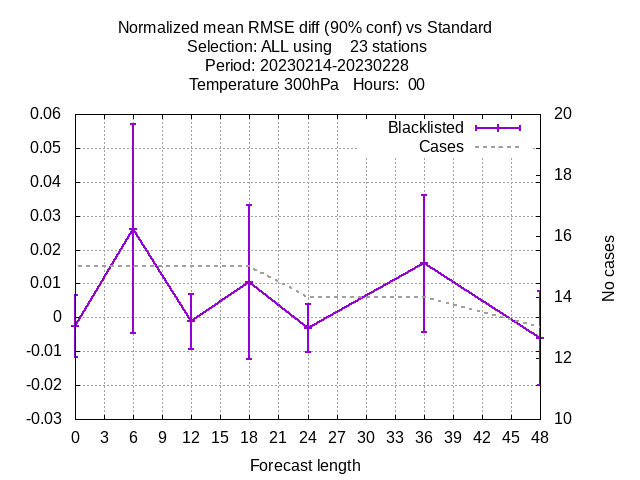 Normalized mean RMSE diff (90% conf) vs Standard
Selection: ALL using    23 stations
Period: 20230214-20230228
Temperature 300hPa   Hours:  00
Blacklisted
Cases
0.06
0.05
0.04
0.03
0.02
0.01
0
-0.01
-0.02
-0.03
20
18
16
14
12
10
No cases
0 3 6 9 12 15 18 21 24 27 30 33 36 39 42 45 48
Forecast length